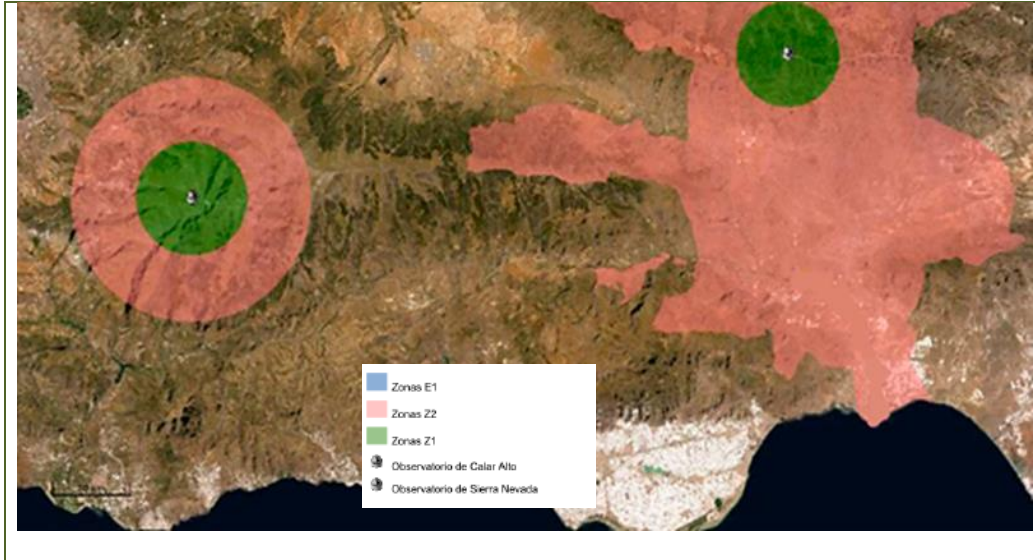 Zonas E1
Zonas Z2
Zonas Z1
Observatorio de Calar Alto
Observatorio de Sierra Nevada